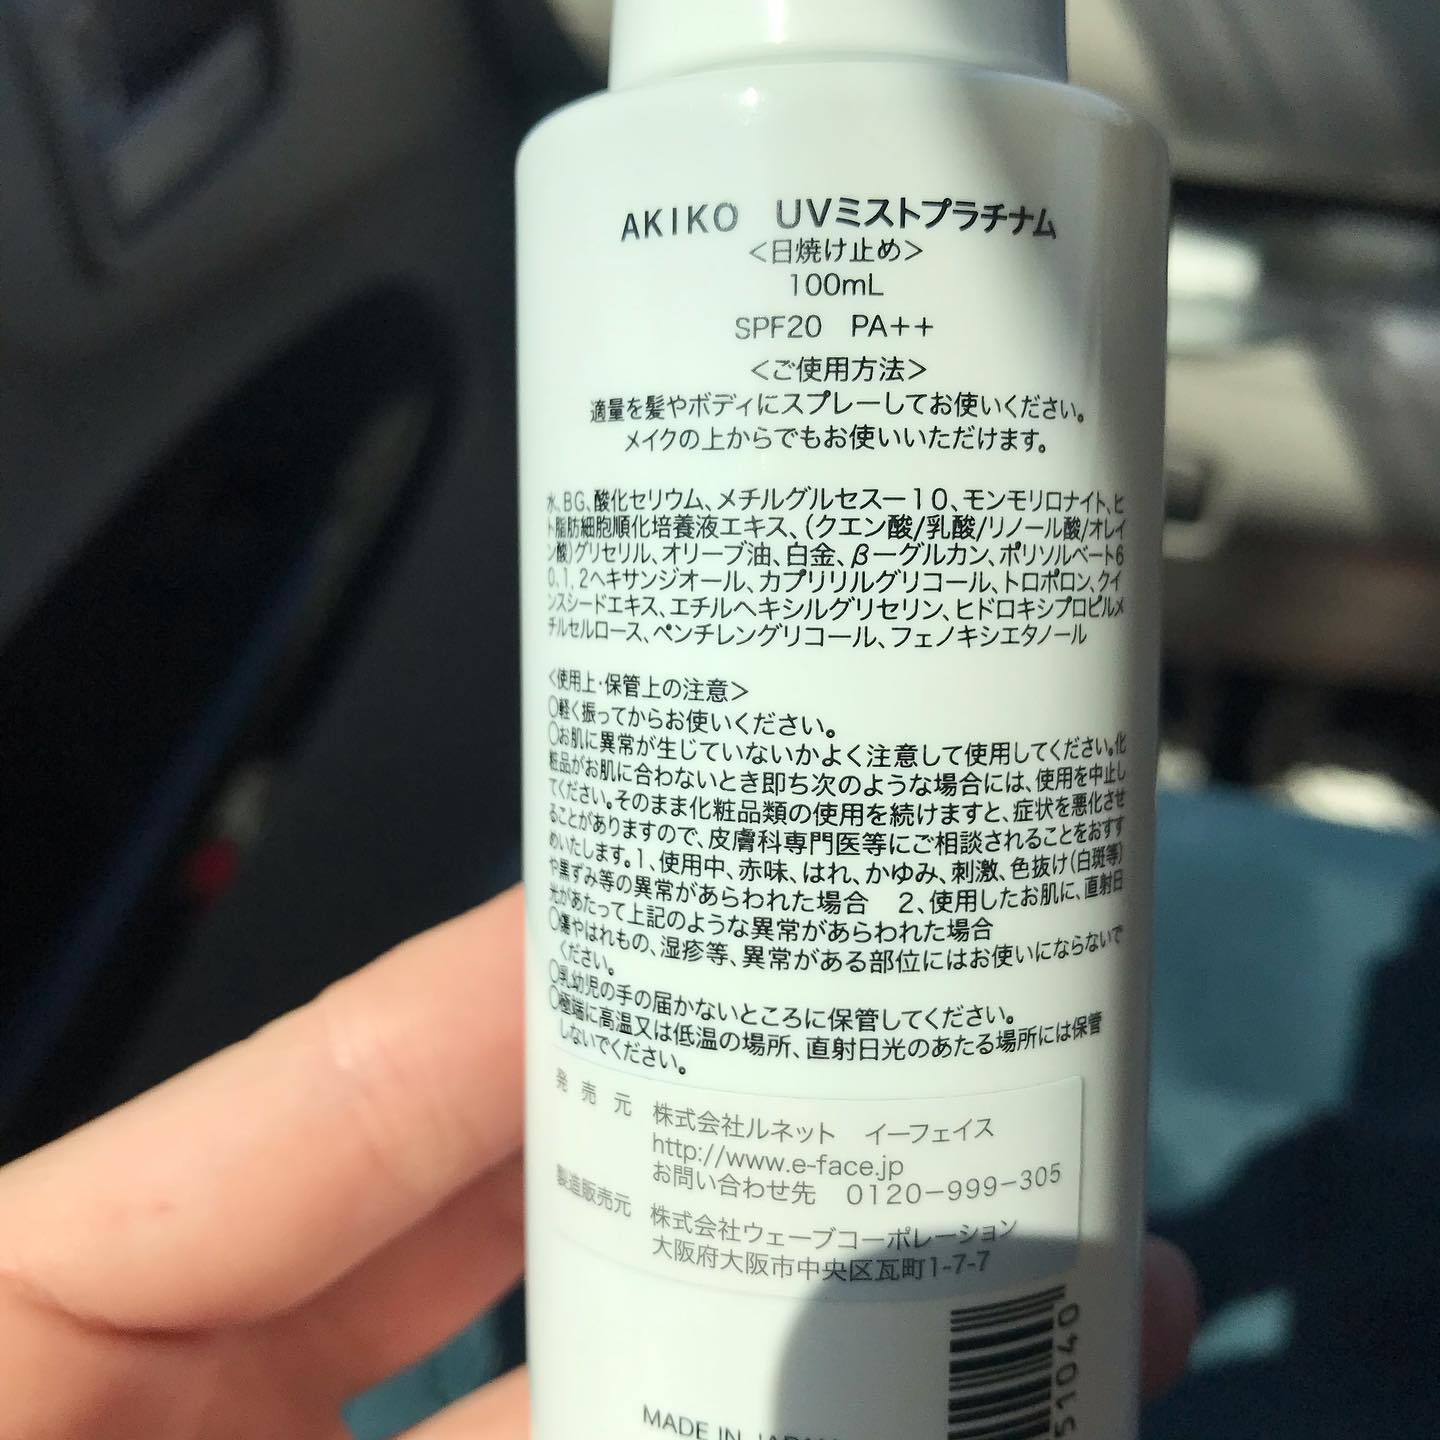 AKIKO UVミストプラチナム
<日焼け止め>
100mL
SPF20 PA++
<ご使用方法>
適量を髪やボディにスプレーしてお使いください。
メイクの上からでもお使いいただけます。
水、BG、酸化セリウム、メチルグルセスー10、モンモリロナイト、ヒ
ト脂肪細胞順化培養液エキス、(クエン酸/乳酸/リノール酸/オレイ
ン酸)グリセリル、オリーブ油、白金、βーグルカン、ポリソルベート6
0、1、2ヘキサンジオール、カプリリルグリコール、トロポロン、クイ
ンスシードエキス、エチルヘキシルグリセリン、ヒドロキシプロピルメ
チルセルロース、ペンチレングリコール、フェノキシエタノール
<使用上・保管上の注意>
○軽く振ってからお使いください。
○お肌に異常が生じていないかよく注意して使用してください。化
粧品がお肌に合わないとき即ち次のような場合には、使用を中止し
てください。そのまま化粧品類の使用を続けますと、症状を悪化させ
ることがありますので、皮膚科専門医等にご相談されることをおすす
めいたします。1、使用中、赤味、はれ、かゆみ、刺激、色抜け(白斑等)
や黒ずみ等の異常があらわれた場合 2、使用したお肌に、直射日
光があたって上記のような異常があらわれた場合
○傷やはれもの、湿疹等、異常がある部位にはお使いにならないで
ください。
○乳幼児の手の届かないところに保管してください。
○極端に高温又は低温の場所、直射日光のあたる場所には保管
しないでください。
発売元 株式会社ルネット イーフェイス
http://www.e-face.jp
お問い合わせ先 0120-999-305
製造販売元 株式会社ウェーブコーポレーション
大阪府大阪市中央区瓦町1-7-7
51040
MADE IN JAPAN